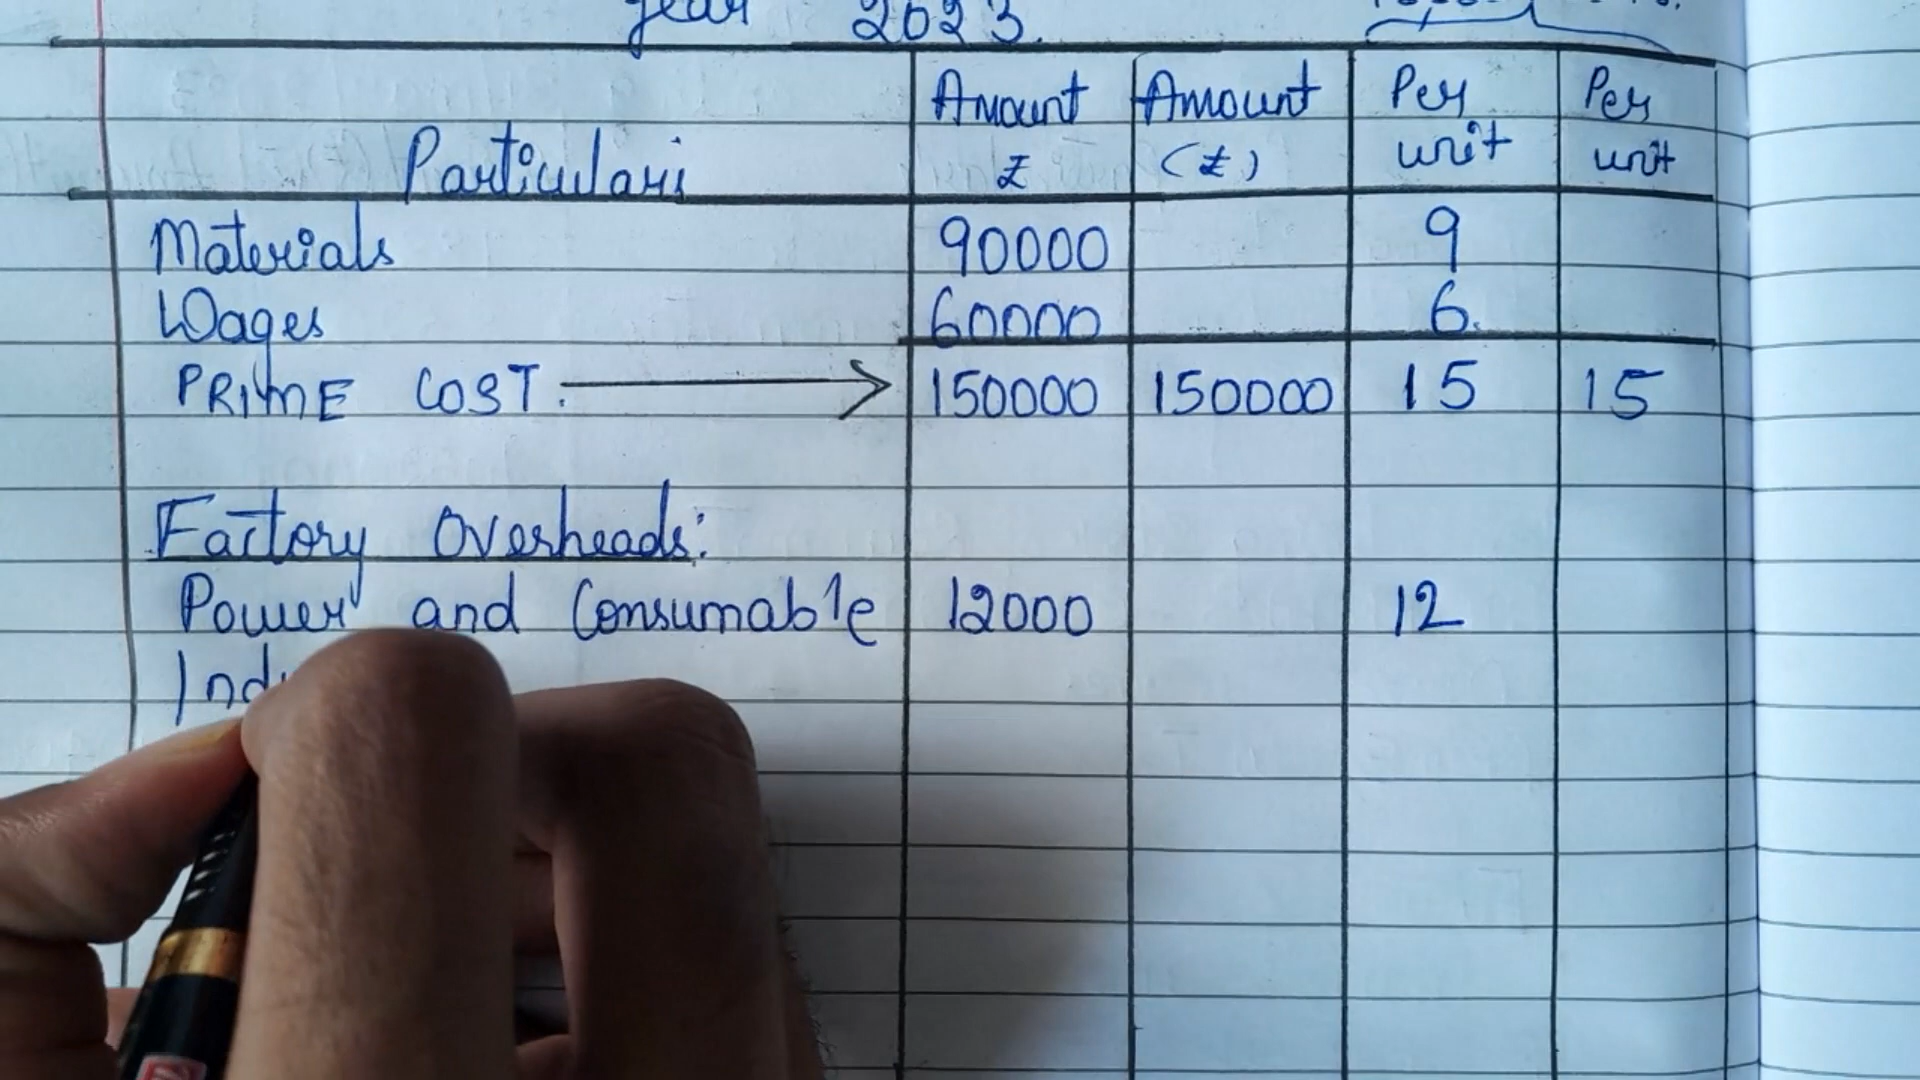 year 2023.
Particulars Amount ₹ Amount (₹) Per unit Per unit
Materials 90000 9
Wages 60000 6.
PRIME COST. → 150000 150000 15 15
Factory Overheads:
Power and Consumable 12000 12